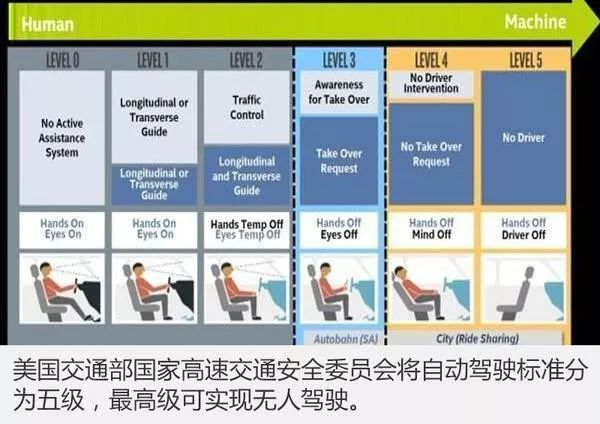 Human
Machine
LEVEL 0
LEVEL 1
LEVEL 2
LEVEL 3
LEVEL 4
LEVEL 5
No Active
Assistance
System
Longitudinal or
Transverse
Guide
Longitudinal or
Transverse
Guide
Traffic
Control
Longitudinal
and Transverse
Guide
Awareness
for Take Over
Take Over
Request
No Driver
Intervention
No Take Over
Request
No Driver
Hands On
Eyes On
Hands On
Eyes On
Hands Temp Off
Eyes Temp Off
Hands Off
Eyes Off
Hands Off
Mind Off
Hands Off
Driver Off
Autobahn (SA)
City (Ride Sharing)
美国交通部国家高速交通安全委员会将自动驾驶标准分
为五级，最高级可实现无人驾驶。